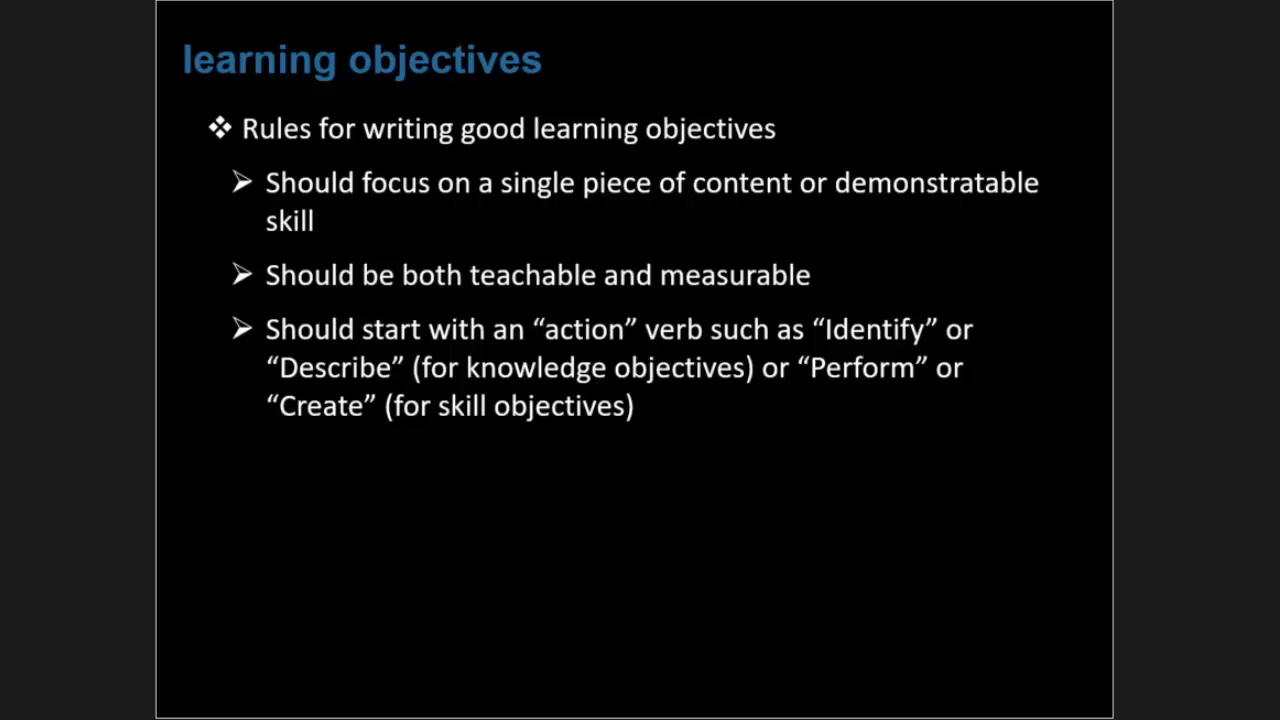 learning objectives
❖ Rules for writing good learning objectives
➢ Should focus on a single piece of content or demonstratable
skill
➢ Should be both teachable and measurable
➢ Should start with an “action” verb such as “Identify” or
“Describe” (for knowledge objectives) or “Perform” or
“Create” (for skill objectives)